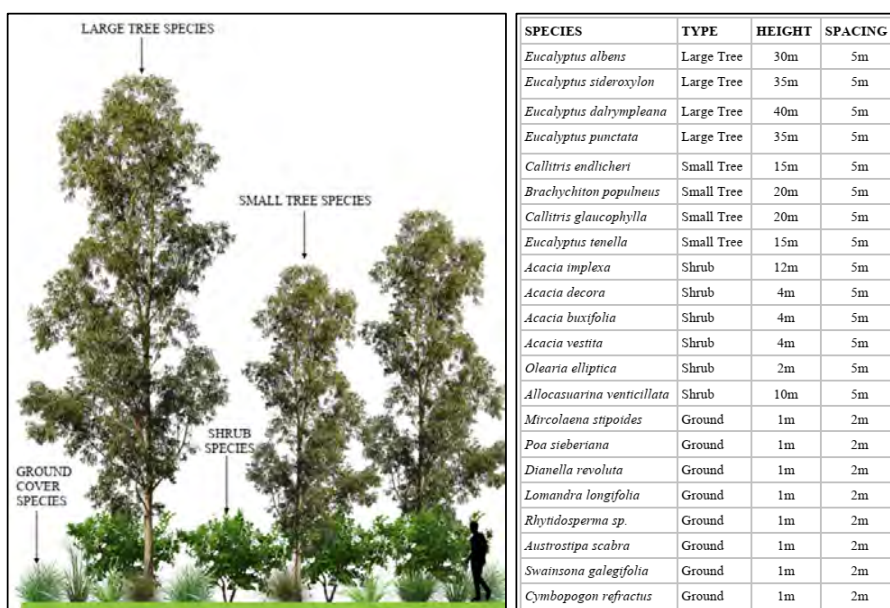 LARGE TREE SPECIES
SMALL TREE SPECIES
SHRUB
SPECIES
GROUND
COVER
SPECIES
SPECIES TYPE HEIGHT SPACING
Eucalyptus albens Large Tree 30m 5m
Eucalyptus sideroxylon Large Tree 35m 5m
Eucalyptus dalrympleana Large Tree 40m 5m
Eucalyptus punctata Large Tree 35m 5m
Callitris endlicheri Small Tree 15m 5m
Brachychiton populneus Small Tree 20m 5m
Callitris glaucophylla Small Tree 20m 5m
Eucalyptus tenella Small Tree 15m 5m
Acacia implexa Shrub 12m 5m
Acacia decora Shrub 4m 5m
Acacia buxifolia Shrub 4m 5m
Acacia vestita Shrub 4m 5m
Olearia elliptica Shrub 2m 5m
Allocasuarina venticillata Shrub 10m 5m
Mircolaena stipoides Ground 1m 2m
Poa sieberiana Ground 1m 2m
Dianella revoluta Ground 1m 2m
Lomandra longifolia Ground 1m 2m
Rhytidosperma sp. Ground 1m 2m
Austrostipa scabra Ground 1m 2m
Swainsona galegifolia Ground 1m 2m
Cymbopogon refractus Ground 1m 2m